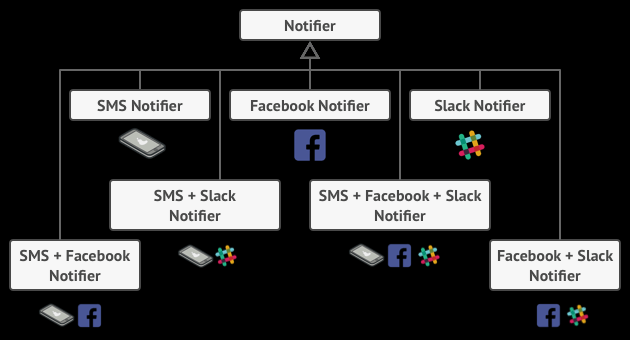 Notifier
SMS Notifier
Facebook Notifier
Slack Notifier
SMS + Slack
Notifier
SMS + Facebook + Slack
Notifier
SMS + Facebook
Notifier
Facebook + Slack
Notifier